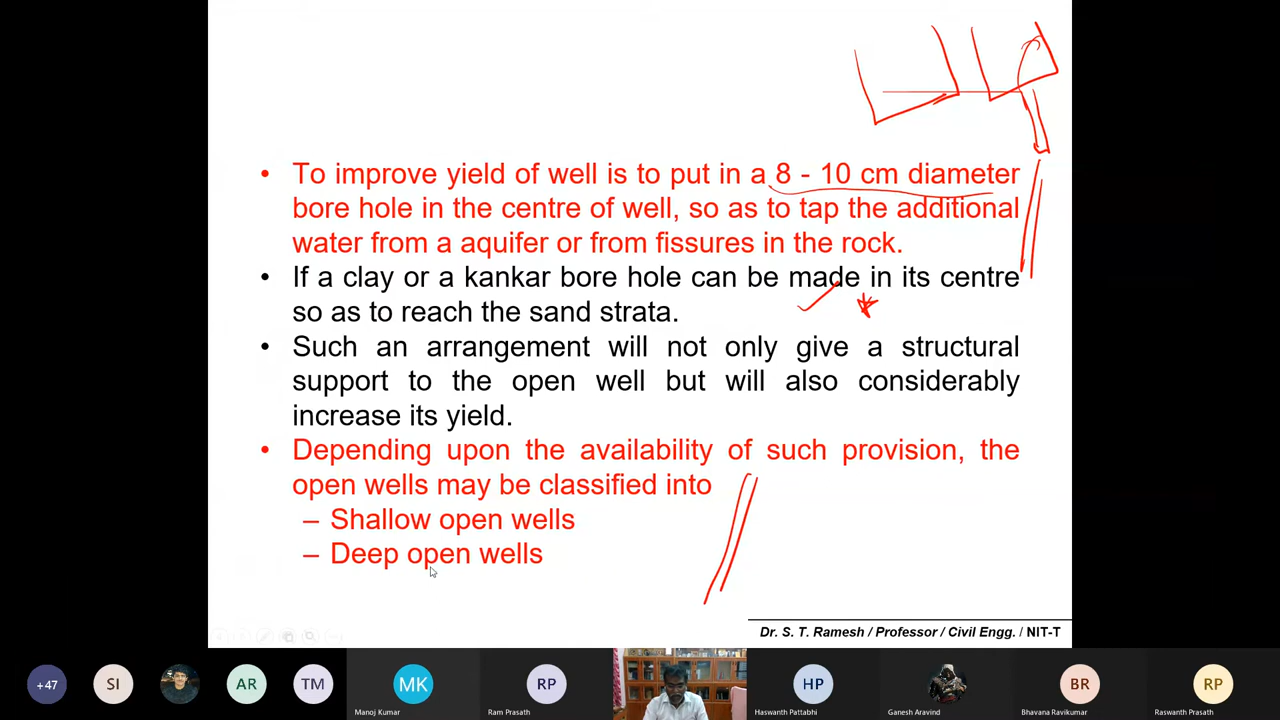 • To improve yield of well is to put in a 8 - 10 cm diameter
bore hole in the centre of well, so as to tap the additional
water from a aquifer or from fissures in the rock.
• If a clay or a kankar bore hole can be made in its centre
so as to reach the sand strata.
• Such an arrangement will not only give a structural
support to the open well but will also considerably
increase its yield.
• Depending upon the availability of such provision, the
open wells may be classified into
– Shallow open wells
– Deep open wells
Dr. S. T. Ramesh / Professor / Civil Engg. / NIT-T
+47
SI
AR
TM
MK
RP
HP
BR
RP
Manoj Kumar
Ram Prasath
Haswanth Pattabhi
Ganesh Aravind
Bhavana Ravikumar
Raswanth Prasath